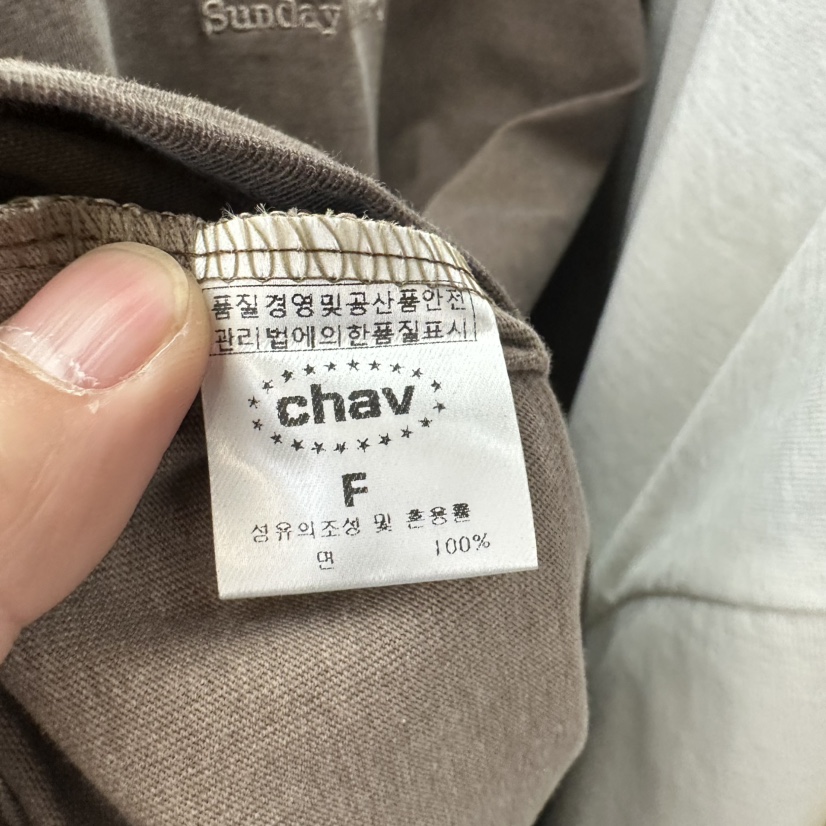 Sunday
품질경영및공산품안전
관리법에의한품질표시
chav
F
섬유의조성 및 혼용률
면 100%